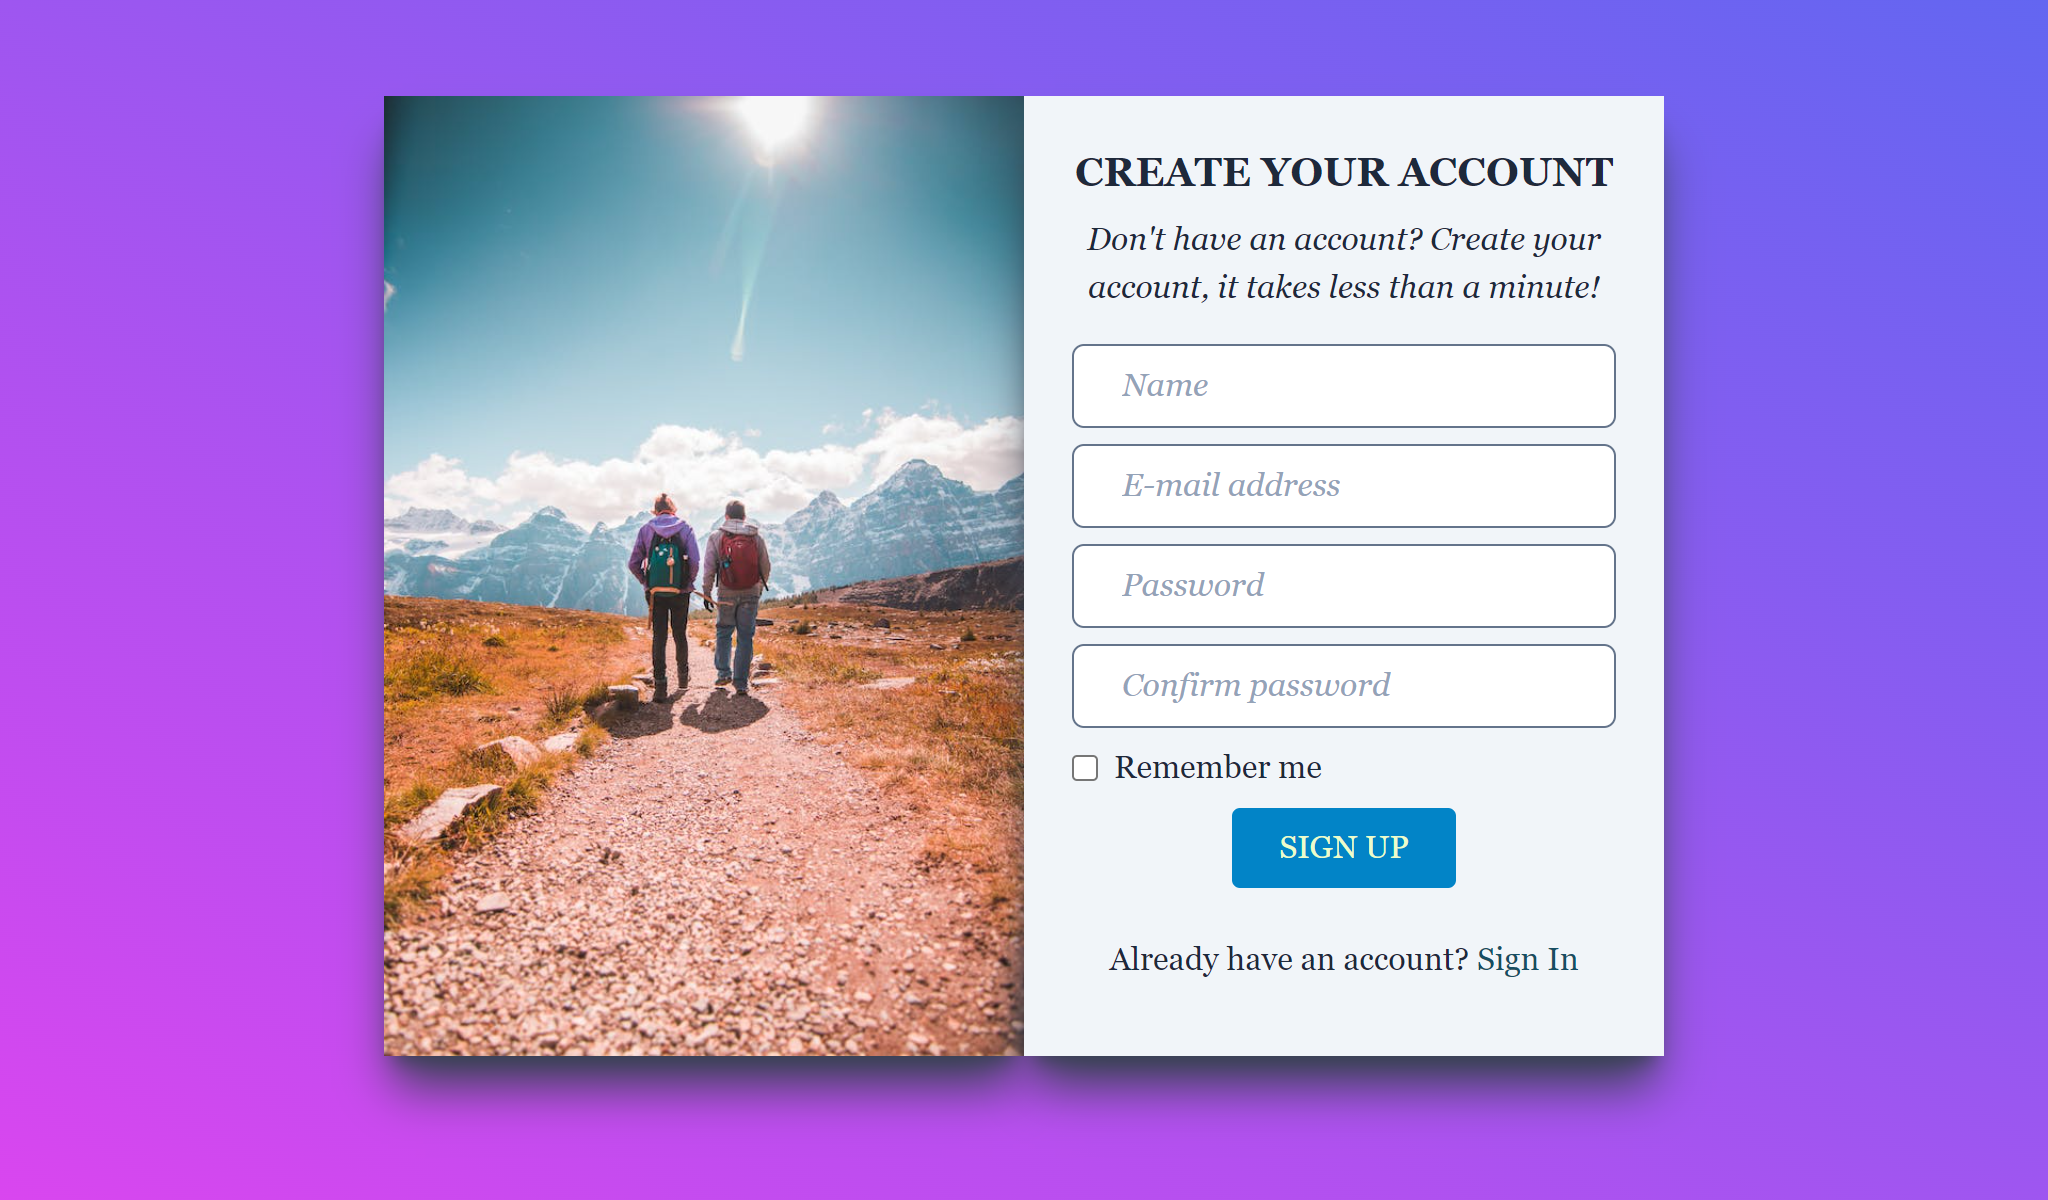 CREATE YOUR ACCOUNT
Don't have an account? Create your
account, it takes less than a minute!
Name
E-mail address
Password
Confirm password
Remember me
SIGN UP
Already have an account? Sign In